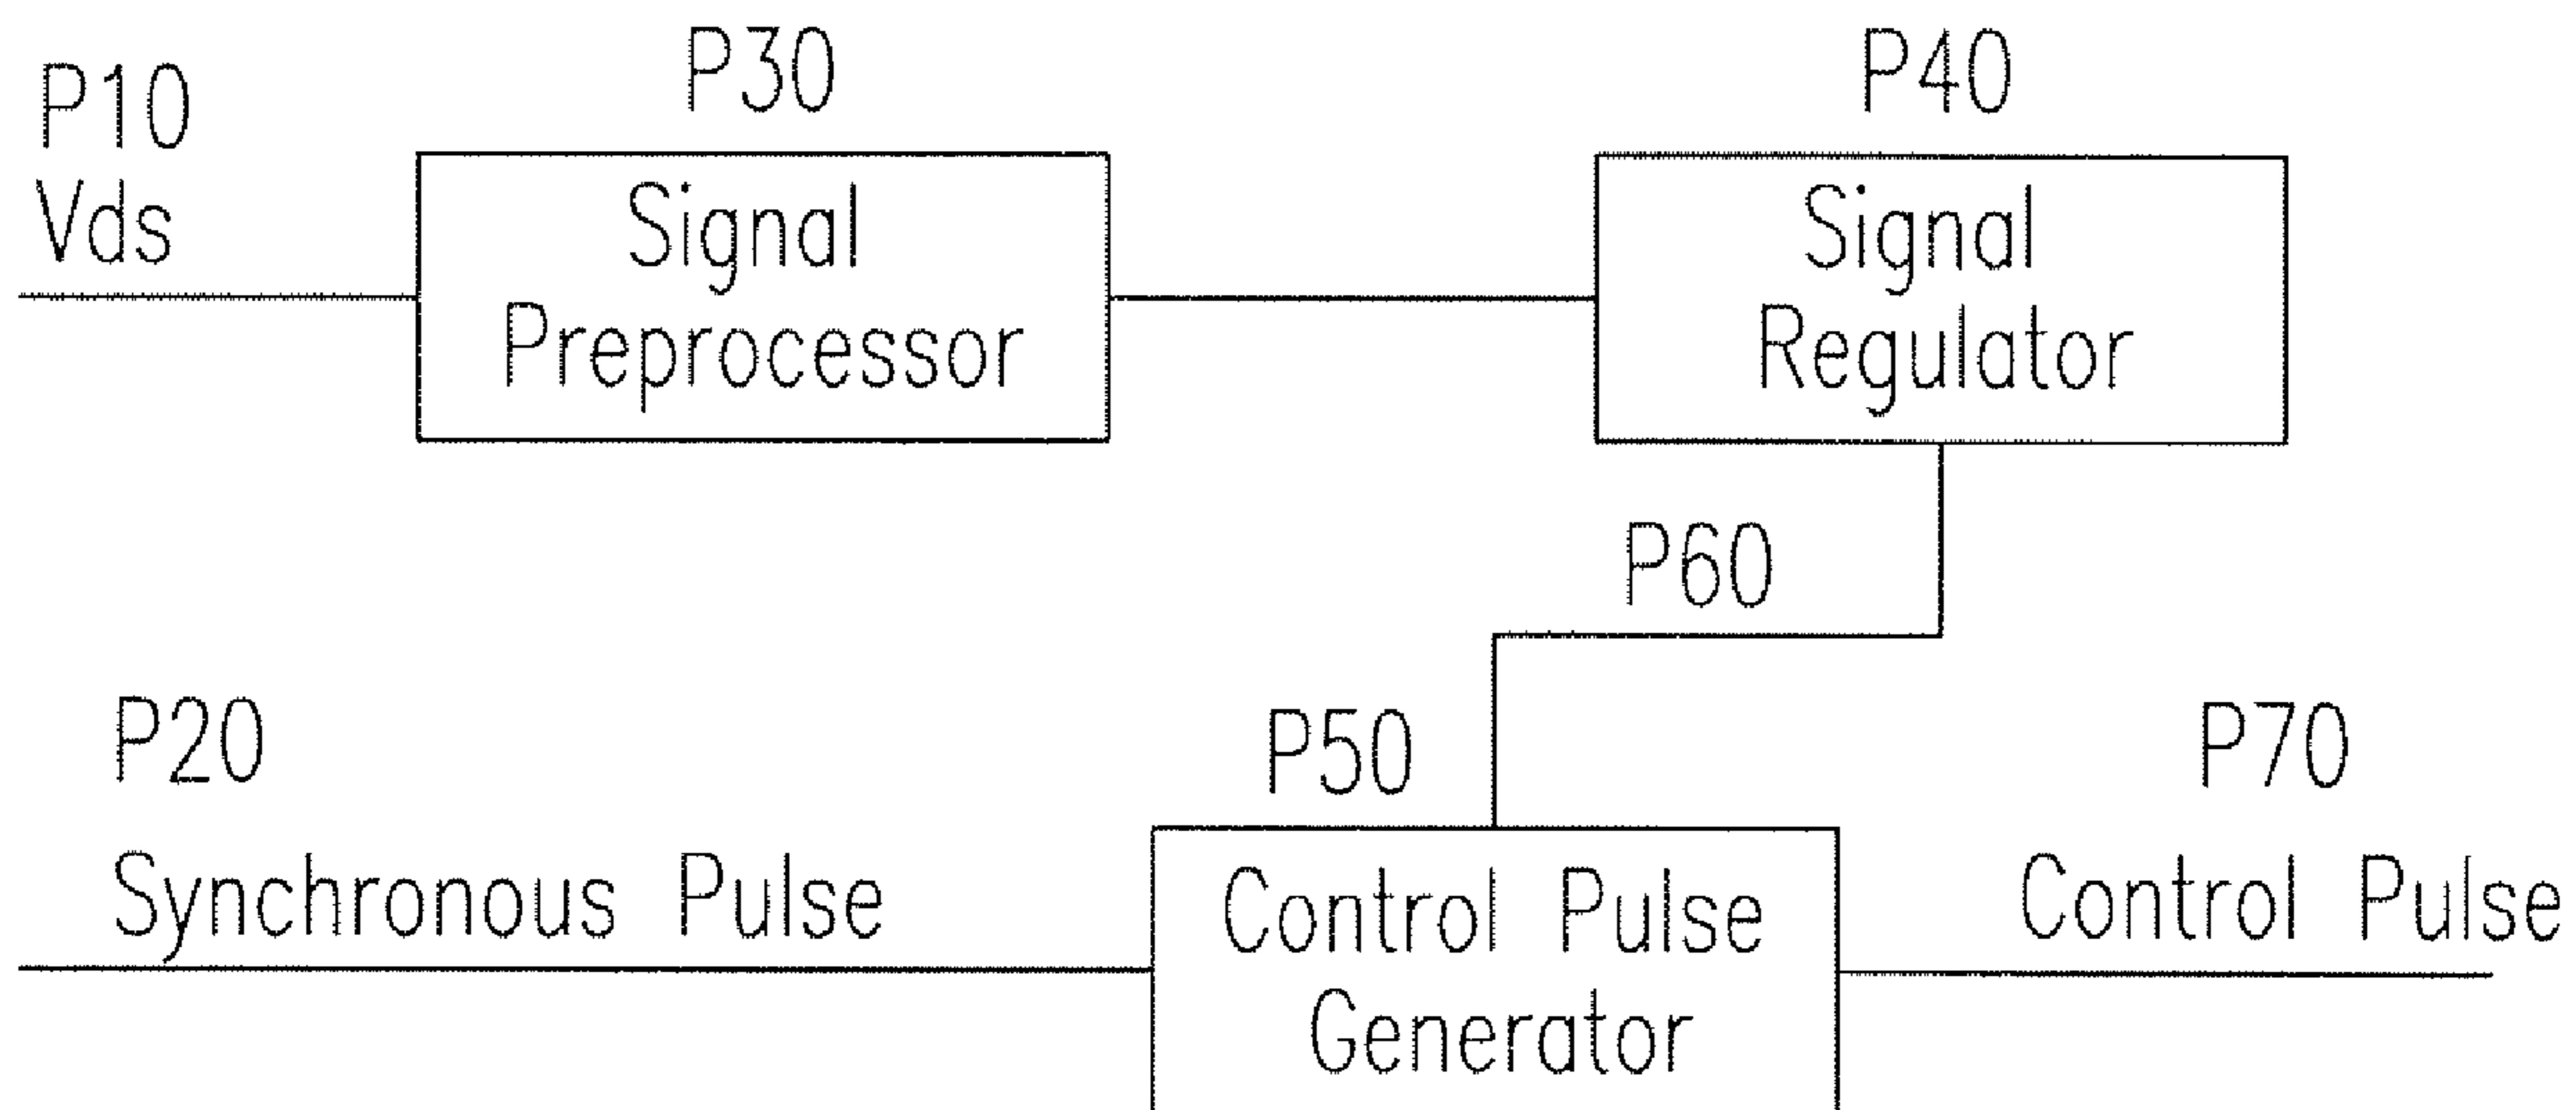 P10
Vds
P30
Signal
Preprocessor
P40
Signal
Regulator
P60
P20
Synchronous Pulse
P50
Control Pulse
Generator
P70
Control Pulse